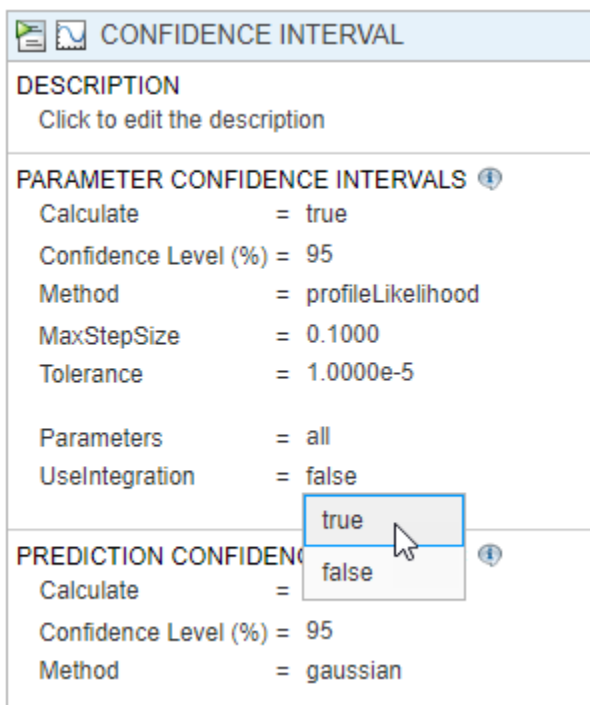 CONFIDENCE INTERVAL
DESCRIPTION
Click to edit the description
PARAMETER CONFIDENCE INTERVALS
Calculate = true
Confidence Level (%) = 95
Method = profileLikelihood
MaxStepSize = 0.1000
Tolerance = 1.0000e-5
Parameters = all
UseIntegration = false
true
false
PREDICTION
Calculate =
Confidence Level (%) = 95
Method = gaussian